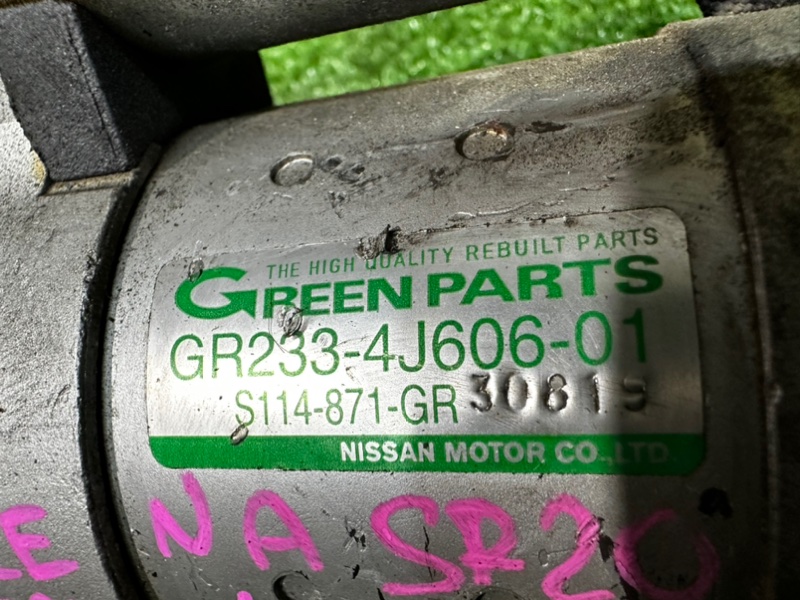 THE HIGH QUALITY REBUILT PARTS
GREEN PARTS
GR233-4J606-01
S114-871-GR 30819
NISSAN MOTOR CO.,LTD
NA SR20